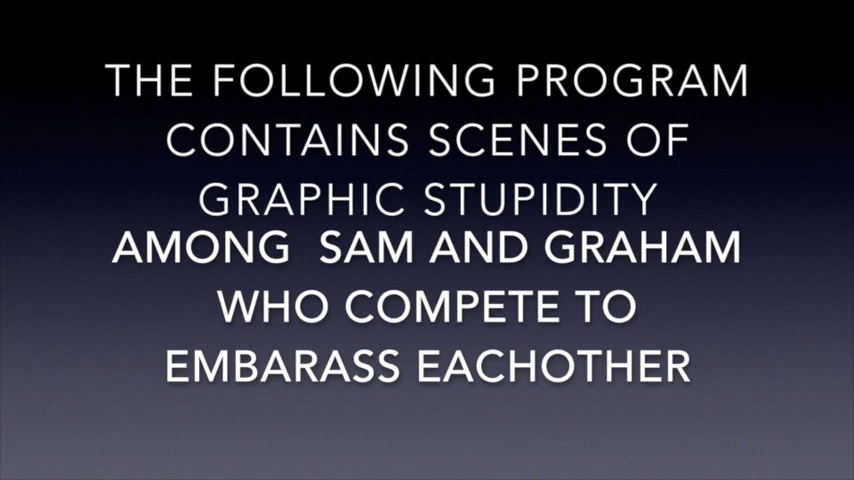 THE FOLLOWING PROGRAM
CONTAINS SCENES OF
GRAPHIC STUPIDITY
AMONG SAM AND GRAHAM
WHO COMPETE TO
EMBARASS EACHOTHER